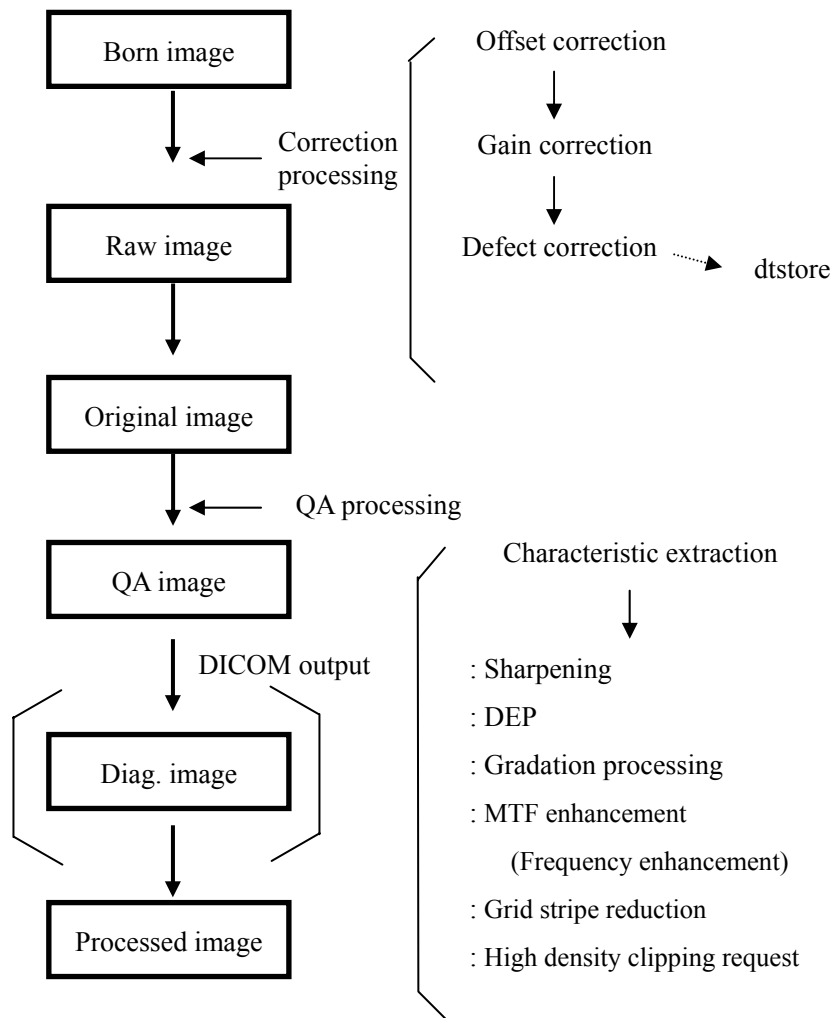 Born image
Correction
processing
Raw image
Original image
QA processing
QA image
DICOM output
Diag. image
Processed image
Offset correction
Gain correction
Defect correction
dtstore
Characteristic extraction
: Sharpening
: DEP
: Gradation processing
: MTF enhancement
(Frequency enhancement)
: Grid stripe reduction
: High density clipping request